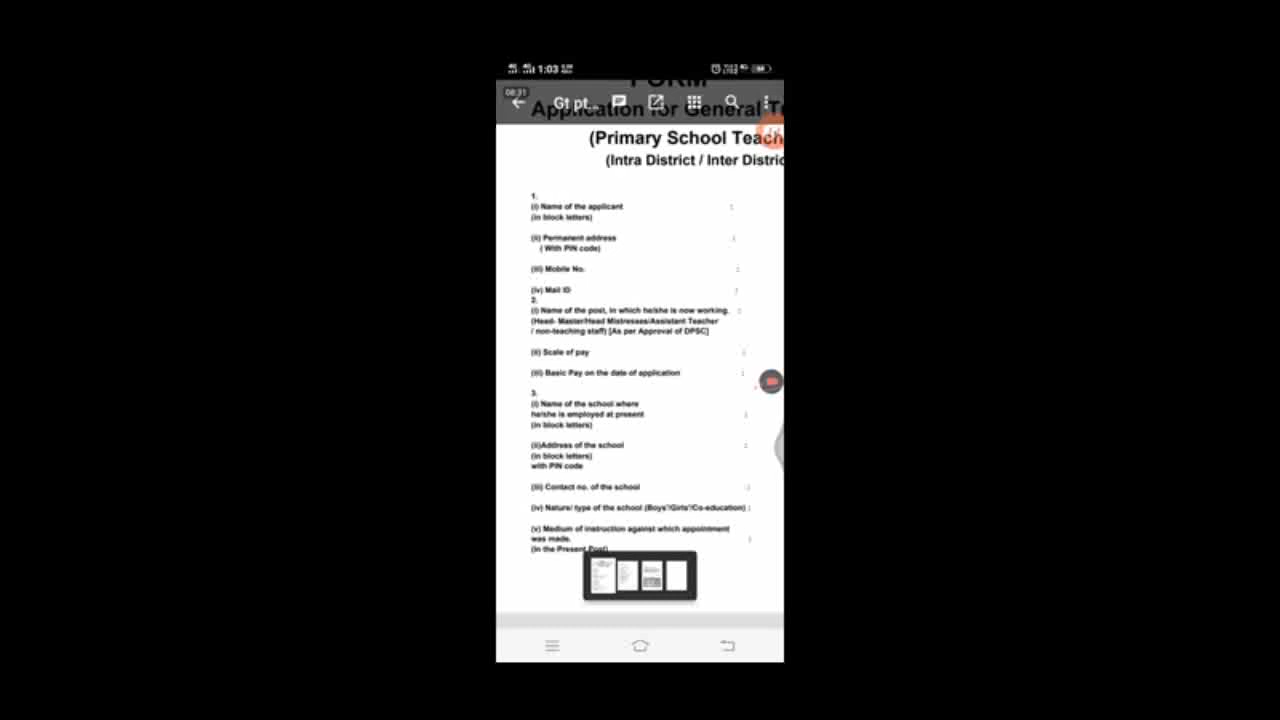 1:03
08:31
Gt pt...
FORM
Application for General T
(Primary School Teach
(Intra District / Inter Distric
1.
(i) Name of the applicant :
(in block letters)
(ii) Permanent address :
( With PIN code)
(iii) Mobile No. :
(iv) Mail ID :
2.
(i) Name of the post, in which he/she is now working. :
(Head- Master/Head Mistresses/Assistant Teacher
/ non-teaching staff) [As per Approval of DPSC]
(ii) Scale of pay :
(iii) Basic Pay on the date of application :
3.
(i) Name of the school where
he/she is employed at present :
(in block letters)
(ii)Address of the school :
(in block letters)
with PIN code
(iii) Contact no. of the school :
(iv) Nature/ type of the school (Boys'/Girls'/Co-education) :
(v) Medium of instruction against which appointment
was made. :
(in the Present Post)